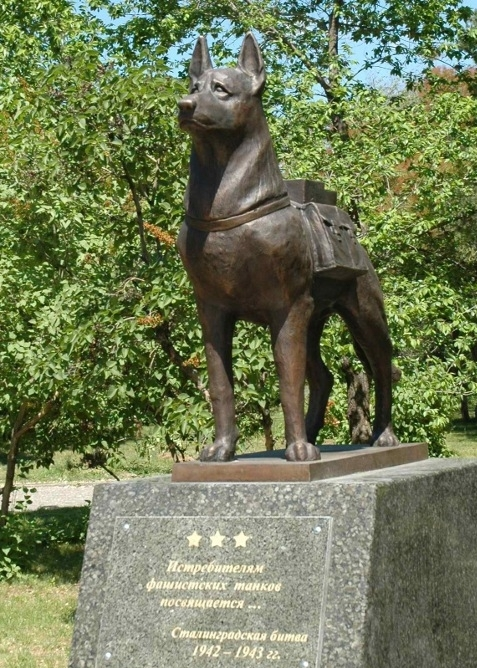 Истребителям
фашистских танков
посвящается ...
Сталинградская битва
1942 - 1943 гг.